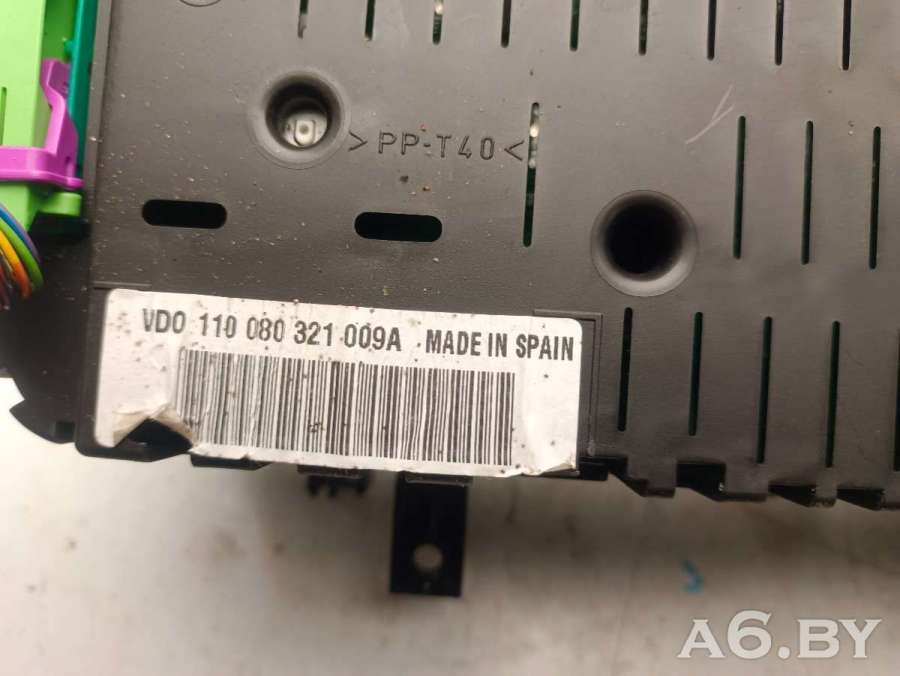 >PP-T40<
VDO 110 080 321 009A MADE IN SPAIN
A6.BY